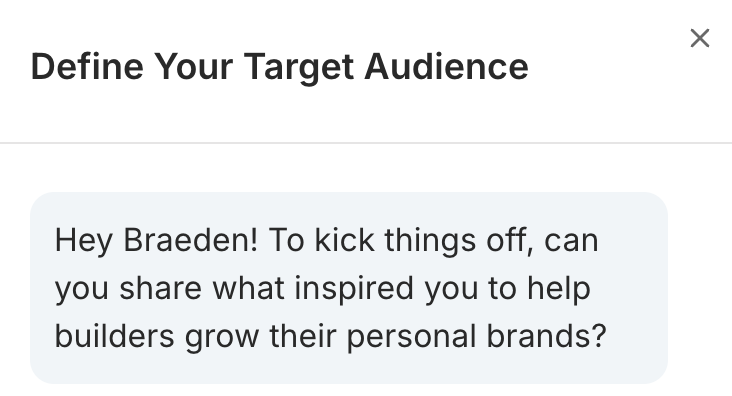 Define Your Target Audience
Hey Braeden! To kick things off, can
you share what inspired you to help
builders grow their personal brands?